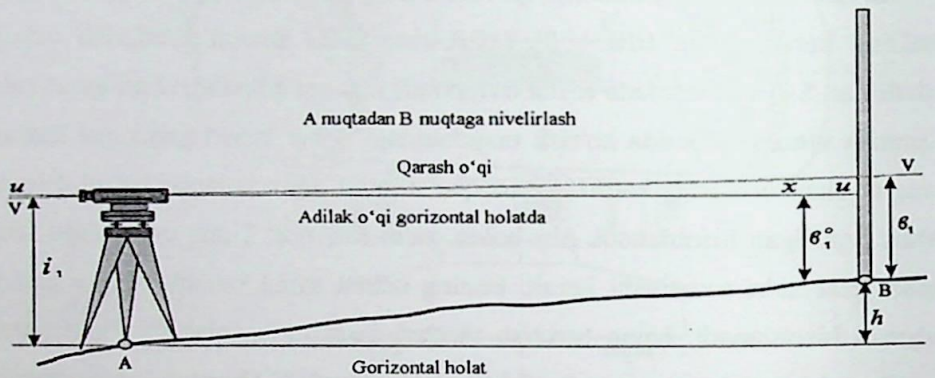 A nuqtadan B nuqtaga nivelirlash
Qarash o‘qi
u
V
x u
V
Adilak o‘qi gorizontal holatda
i₁
в₁°
в₁
B
h
A
Gorizontal holat